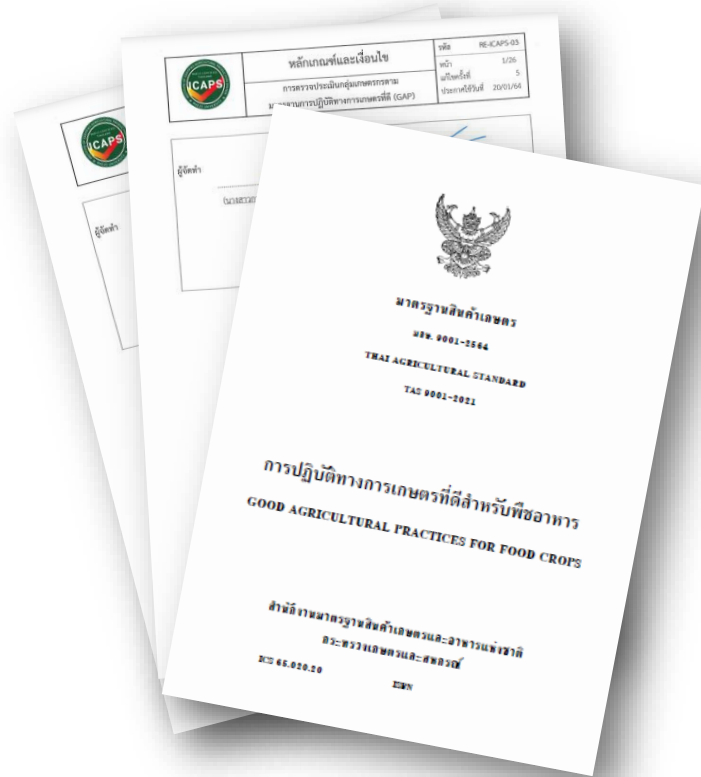 ICAPS
หลักเกณฑ์และเงื่อนไข
การตรวจประเมินกลุ่มเกษตรกรตาม
มาตรฐานการปฏิบัติทางการเกษตรที่ดี (GAP)
รหัส RE-ICAPS-03
หน้า 1/26
แก้ไขครั้งที่ 5
ประกาศใช้วันที่ 20/01/64
ผู้จัดทำ
ICAPS
ผู้จัดทำ
มาตรฐานสินค้าเกษตร
มกษ. 9001-2564
THAI AGRICULTURAL STANDARD
TAS 9001-2021
การปฏิบัติทางการเกษตรที่ดีสำหรับพืชอาหาร
GOOD AGRICULTURAL PRACTICES FOR FOOD CROPS
สำนักงานมาตรฐานสินค้าเกษตรและอาหารแห่งชาติ
กระทรวงเกษตรและสหกรณ์
ICS 65.020.20 ISBN